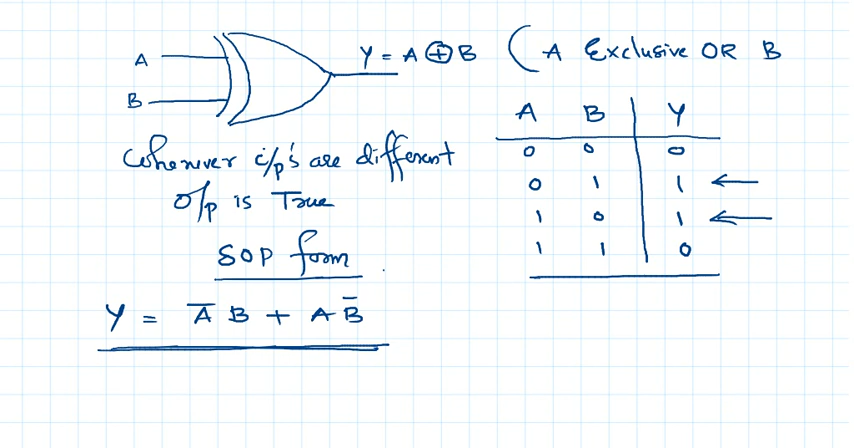 A
B
Y = A ⊕ B
( A Exclusive OR B
A B Y
0 0 0
0 1 1 ←
1 0 1 ←
1 1 0
Whenever i/p's are different
O/p is True
SOP form
Y = A̅ B + A B̅